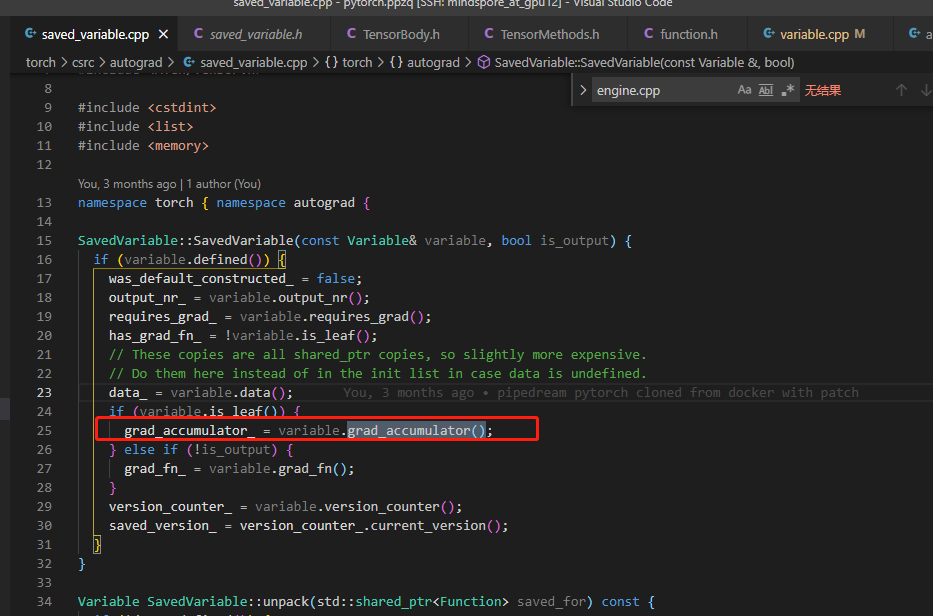 saved_variable.cpp - pytorch.ppzq [SSH: mindspore_at_gpu12] - Visual Studio Code
saved_variable.cpp saved_variable.h TensorBody.h TensorMethods.h function.h variable.cpp M a
torch > csrc > autograd > saved_variable.cpp > {} torch > {} autograd > SavedVariable::SavedVariable(const Variable &, bool)
engine.cpp Aa Abl .* 无结果
8
9 #include <cstdint>
10 #include <list>
11 #include <memory>
12
You, 3 months ago | 1 author (You)
13 namespace torch { namespace autograd {
14
15 SavedVariable::SavedVariable(const Variable& variable, bool is_output) {
16 if (variable.defined()) {
17 was_default_constructed_ = false;
18 output_nr_ = variable.output_nr();
19 requires_grad_ = variable.requires_grad();
20 has_grad_fn_ = !variable.is_leaf();
21 // These copies are all shared_ptr copies, so slightly more expensive.
22 // Do them here instead of in the init list in case data is undefined.
23 data_ = variable.data(); You, 3 months ago • pipedream pytorch cloned from docker with patch
24 if (variable.is_leaf()) {
25 grad_accumulator_ = variable.grad_accumulator();
26 } else if (!is_output) {
27 grad_fn_ = variable.grad_fn();
28 }
29 version_counter_ = variable.version_counter();
30 saved_version_ = version_counter_.current_version();
31 }
32 }
33
34 Variable SavedVariable::unpack(std::shared_ptr<Function> saved_for) const {